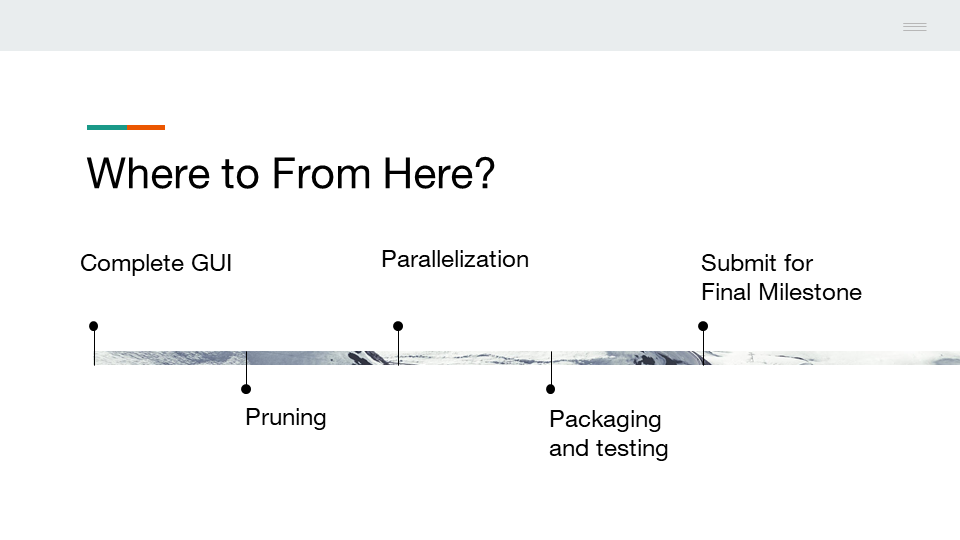 Where to From Here?
Complete GUI
Pruning
Parallelization
Packaging
and testing
Submit for
Final Milestone